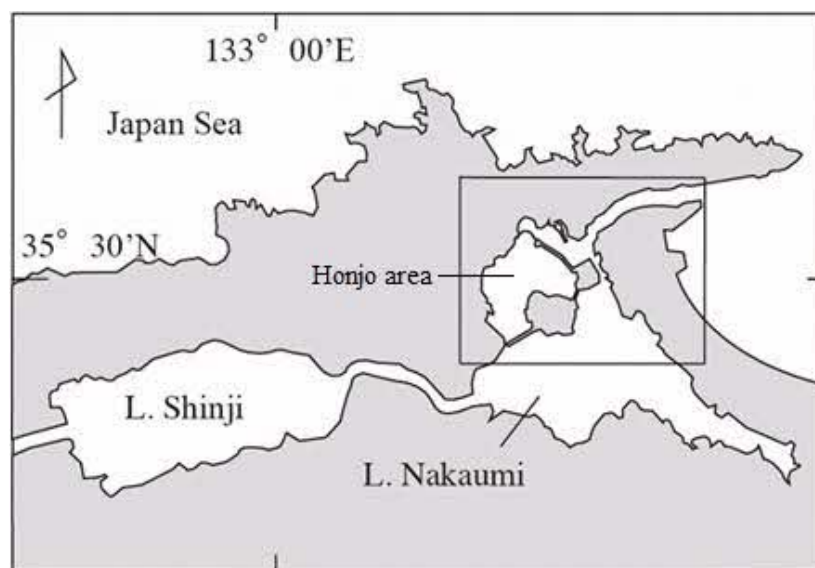 133° 00'E
Japan Sea
35° 30'N
Honjo area
L. Shinji
L. Nakaumi